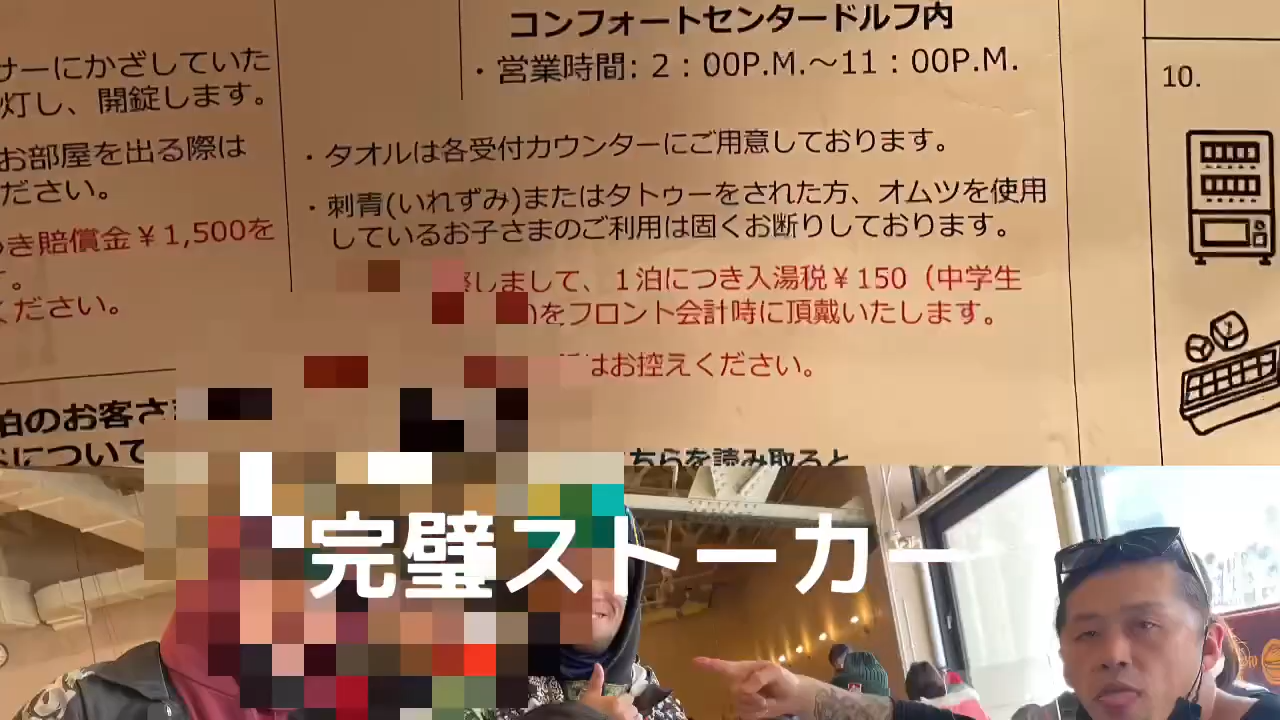 サーにかざしていた
灯し、開錠します。
お部屋を出る際は
ださい。
き賠償金￥1,500を
。
ください。
泊のお客さ
について
コンフォートセンタードルフ内
・営業時間: 2：00P.M.～11：00P.M.
・タオルは各受付カウンターにご用意しております。
・刺青(いれずみ)またはタトゥーをされた方、オムツを使用
しているお子さまのご利用は固くお断りしております。
しまして、１泊につき入湯税￥150（中学生
)をフロント会計時に頂戴いたします。
はお控えください。
ちらを読み取ると
10.
完璧ストーカー